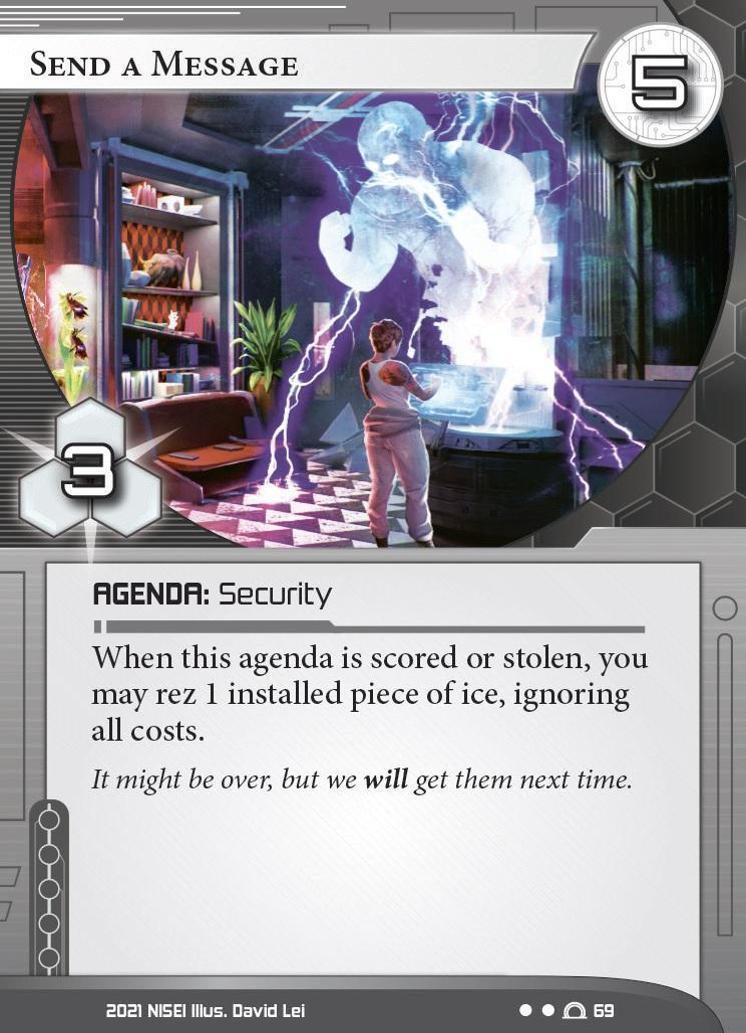 SEND A MESSAGE
5
3
AGENDA: Security
When this agenda is scored or stolen, you
may rez 1 installed piece of ice, ignoring
all costs.
It might be over, but we will get them next time.
2021 NISEI Illus. David Lei
69